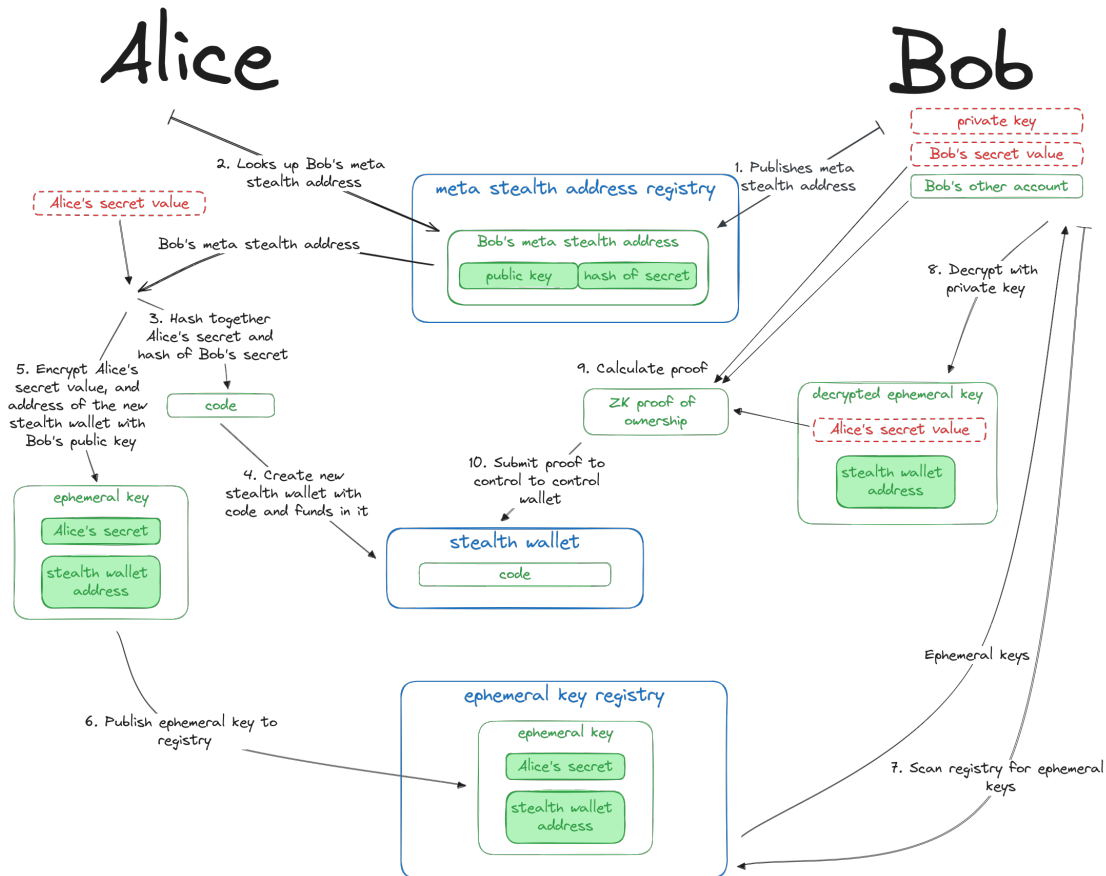 Alice
Bob
private key
Bob's secret value
Bob's other account
2. Looks up Bob's meta
stealth address
1. Publishes meta
stealth address
meta stealth address registry
Alice's secret value
Bob's meta stealth address
Bob's meta stealth address
public key
hash of secret
8. Decrypt with
private key
3. Hash together
Alice's secret and
hash of Bob's secret
5. Encrypt Alice's
secret value, and
address of the new
stealth wallet with
Bob's public key
code
9. Calculate proof
ZK proof of
ownership
decrypted ephemeral key
Alice's secret value
stealth wallet
address
4. Create new
stealth wallet with
code and funds in it
10. Submit proof to
control to control
wallet
ephemeral key
Alice's secret
stealth wallet
address
stealth wallet
code
Ephemeral keys
6. Publish ephemeral key to
registry
ephemeral key registry
ephemeral key
Alice's secret
stealth wallet
address
7. Scan registry for ephemeral
keys